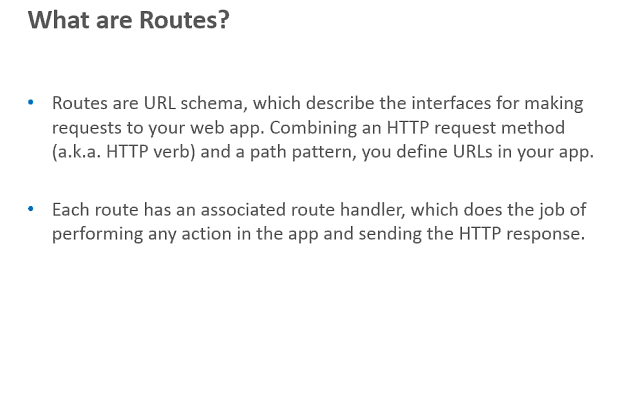 What are Routes?
• Routes are URL schema, which describe the interfaces for making
requests to your web app. Combining an HTTP request method
(a.k.a. HTTP verb) and a path pattern, you define URLs in your app.
• Each route has an associated route handler, which does the job of
performing any action in the app and sending the HTTP response.